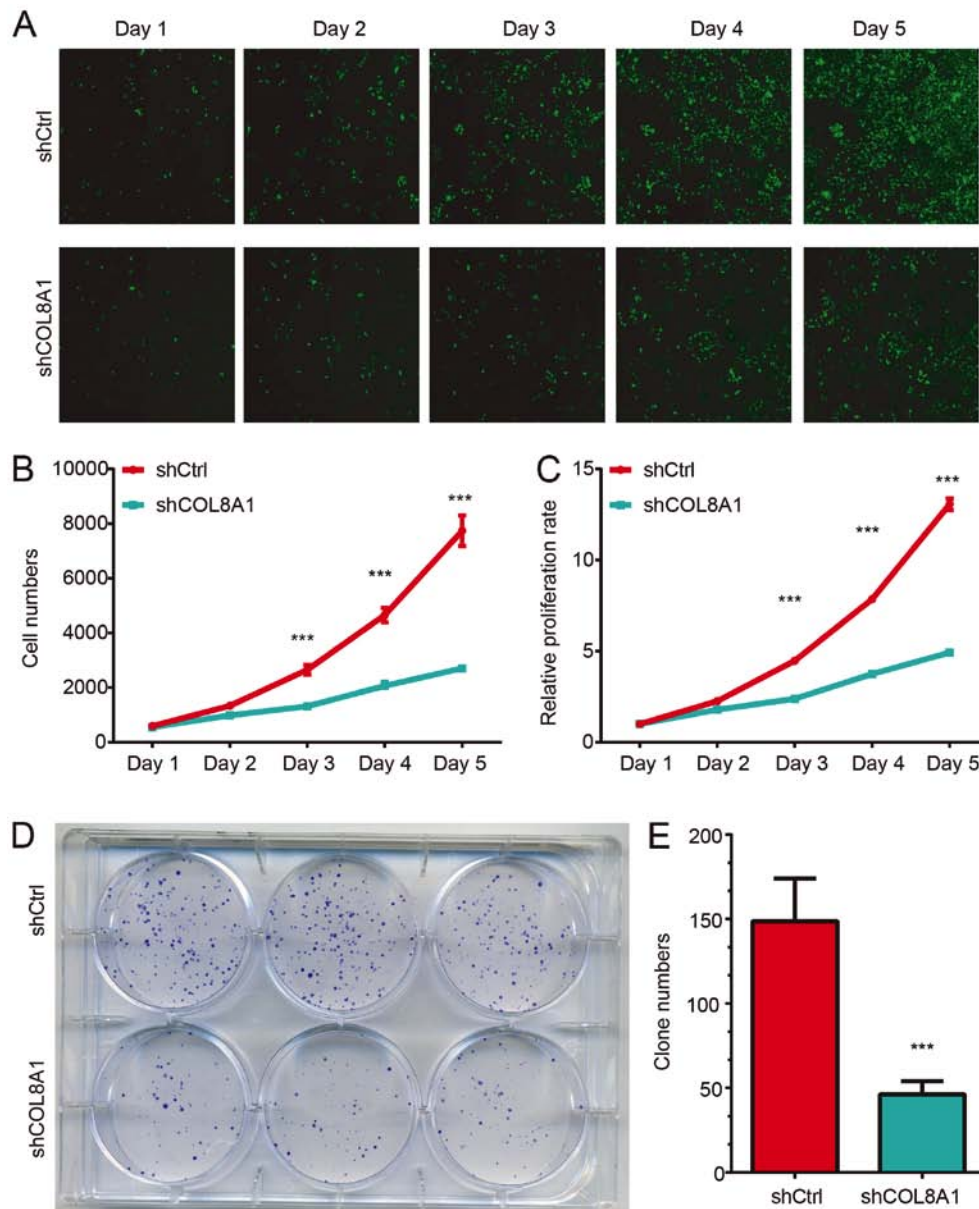 A
Day 1 Day 2 Day 3 Day 4 Day 5
shCtrl
shCOL8A1
B
shCtrl
shCOL8A1
Cell numbers
10000
8000
6000
4000
2000
0
***
***
***
Day 1 Day 2 Day 3 Day 4 Day 5
C
shCtrl
shCOL8A1
Relative proliferation rate
15
10
5
0
***
***
***
Day 1 Day 2 Day 3 Day 4 Day 5
D
shCtrl
shCOL8A1
E
Clone numbers
200
150
100
50
0
***
shCtrl shCOL8A1